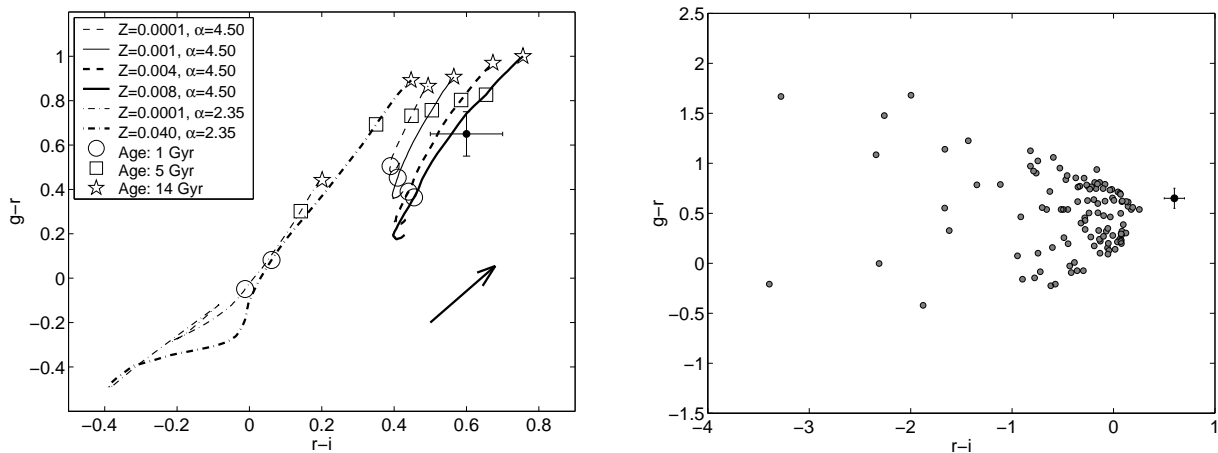 Z=0.0001, α=4.50
Z=0.001, α=4.50
Z=0.004, α=4.50
Z=0.008, α=4.50
Z=0.0001, α=2.35
Z=0.040, α=2.35
Age: 1 Gyr
Age: 5 Gyr
Age: 14 Gyr
1
0.8
0.6
0.4
0.2
0
−0.2
−0.4
g−r
−0.4 −0.2 0 0.2 0.4 0.6 0.8
r−i
2.5
2
1.5
1
0.5
0
−0.5
−1
−1.5
g−r
−4 −3 −2 −1 0 1
r−i